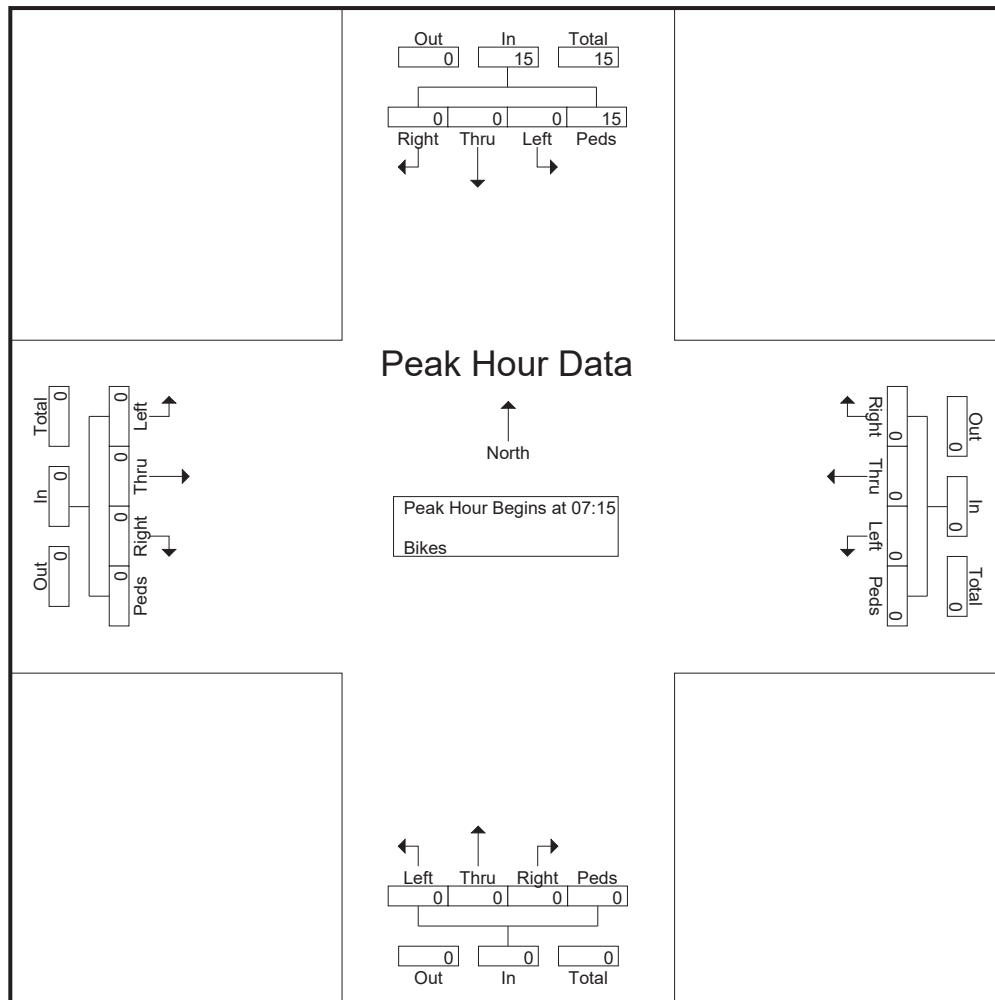 Out In Total
0 15 15
0 0 0 15
Right Thru Left Peds
Peak Hour Data
North
Peak Hour Begins at 07:15
Bikes
Total In Out
0 0 0
0 0 0 0
Left Thru Right Peds
Right Thru Left Peds
0 0 0 0
0 0 0
Out In Total
Left Thru Right Peds
0 0 0 0
0 0 0
Out In Total